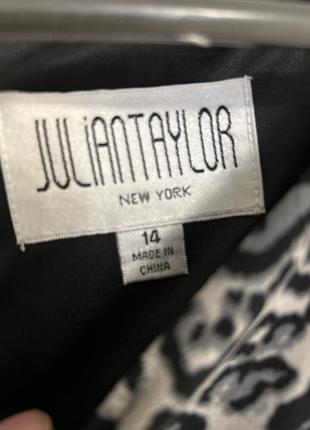 JULiANTAYLOR
NEW YORK
14
MADE IN
CHINA